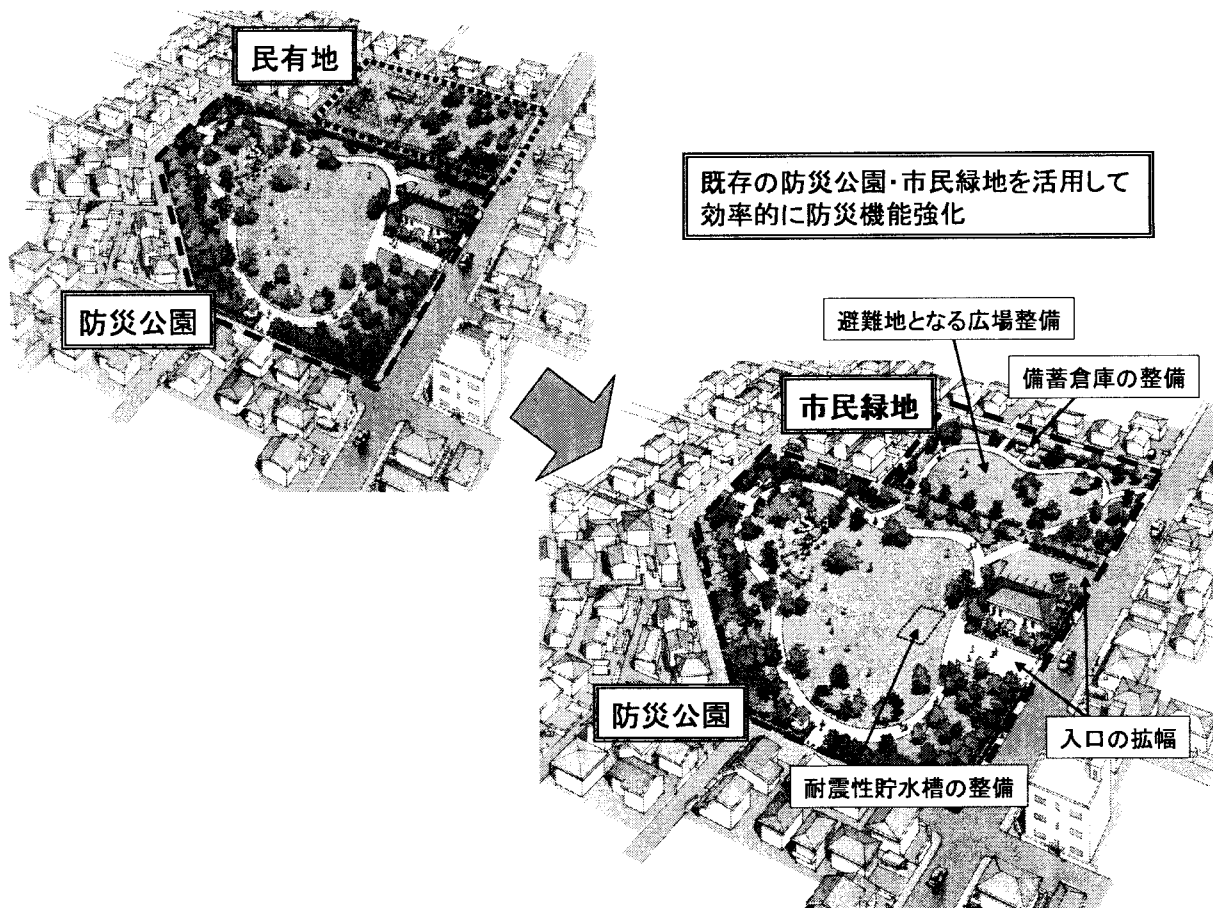 民有地
防災公園
既存の防災公園・市民緑地を活用して
効率的に防災機能強化
避難地となる広場整備
備蓄倉庫の整備
市民緑地
防災公園
入口の拡幅
耐震性貯水槽の整備